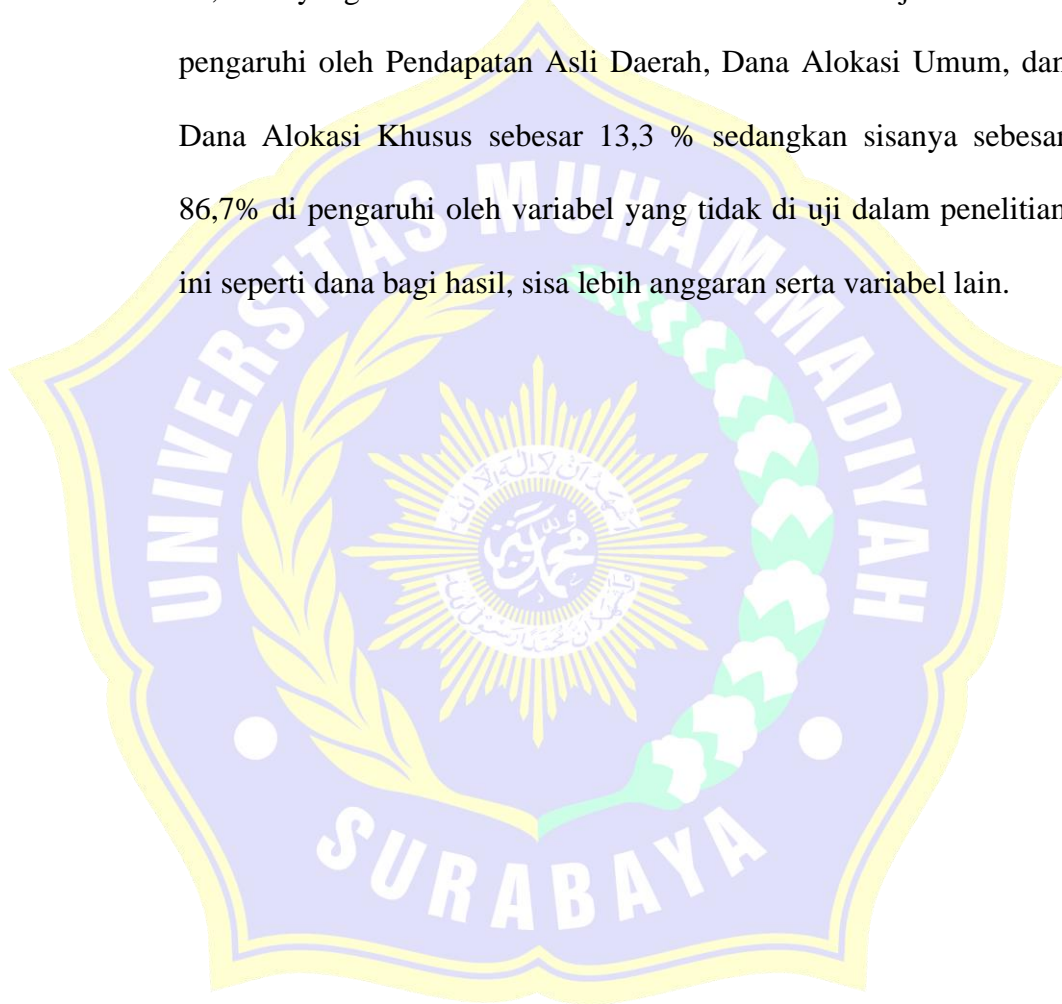 pengaruhi oleh Pendapatan Asli Daerah, Dana Alokasi Umum, dan
Dana Alokasi Khusus sebesar 13,3 % sedangkan sisanya sebesar
86,7% di pengaruhi oleh variabel yang tidak di uji dalam penelitian
ini seperti dana bagi hasil, sisa lebih anggaran serta variabel lain.
UNIVERSITAS MUHAMMADIYAH
SURABAYA